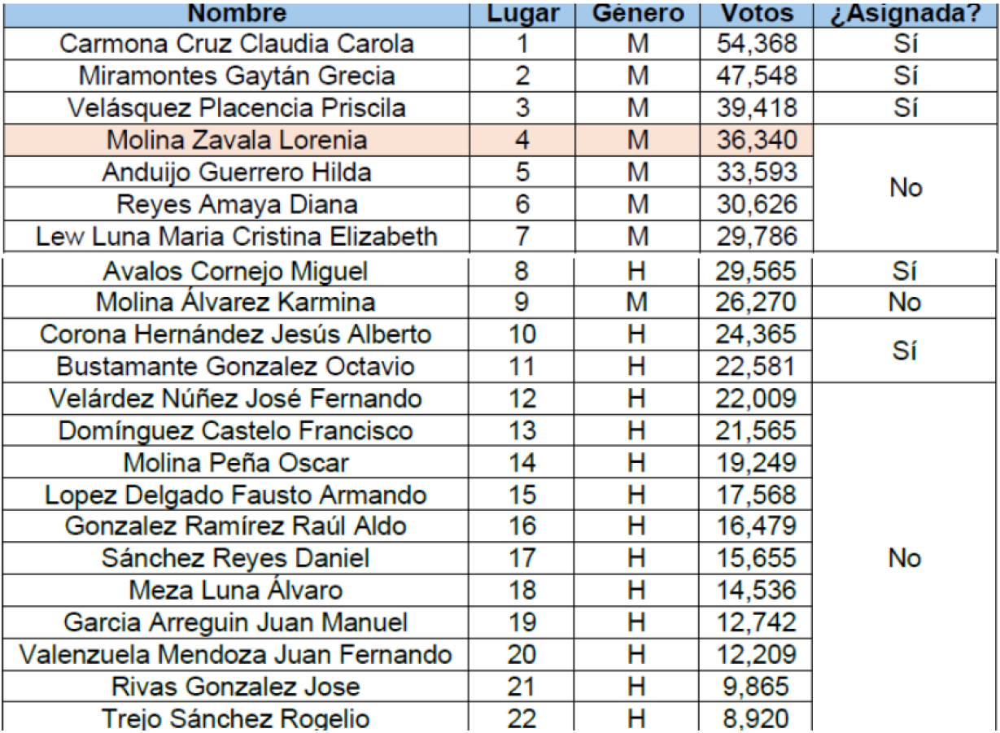 Nombre Lugar Género Votos ¿Asignada?
Carmona Cruz Claudia Carola 1 M 54,368 Sí
Miramontes Gaytán Grecia 2 M 47,548 Sí
Velásquez Placencia Priscila 3 M 39,418 Sí
Molina Zavala Lorenia 4 M 36,340
Anduijo Guerrero Hilda 5 M 33,593
No
Reyes Amaya Diana 6 M 30,626
Lew Luna Maria Cristina Elizabeth 7 M 29,786
Avalos Cornejo Miguel 8 H 29,565 Sí
Molina Álvarez Karmina 9 M 26,270 No
Corona Hernández Jesús Alberto 10 H 24,365
Sí
Bustamante Gonzalez Octavio 11 H 22,581
Velárdez Núñez José Fernando 12 H 22,009
Domínguez Castelo Francisco 13 H 21,565
Molina Peña Oscar 14 H 19,249
Lopez Delgado Fausto Armando 15 H 17,568
Gonzalez Ramírez Raúl Aldo 16 H 16,479
Sánchez Reyes Daniel 17 H 15,655 No
Meza Luna Álvaro 18 H 14,536
Garcia Arreguin Juan Manuel 19 H 12,742
Valenzuela Mendoza Juan Fernando 20 H 12,209
Rivas Gonzalez Jose 21 H 9,865
Trejo Sánchez Rogelio 22 H 8,920